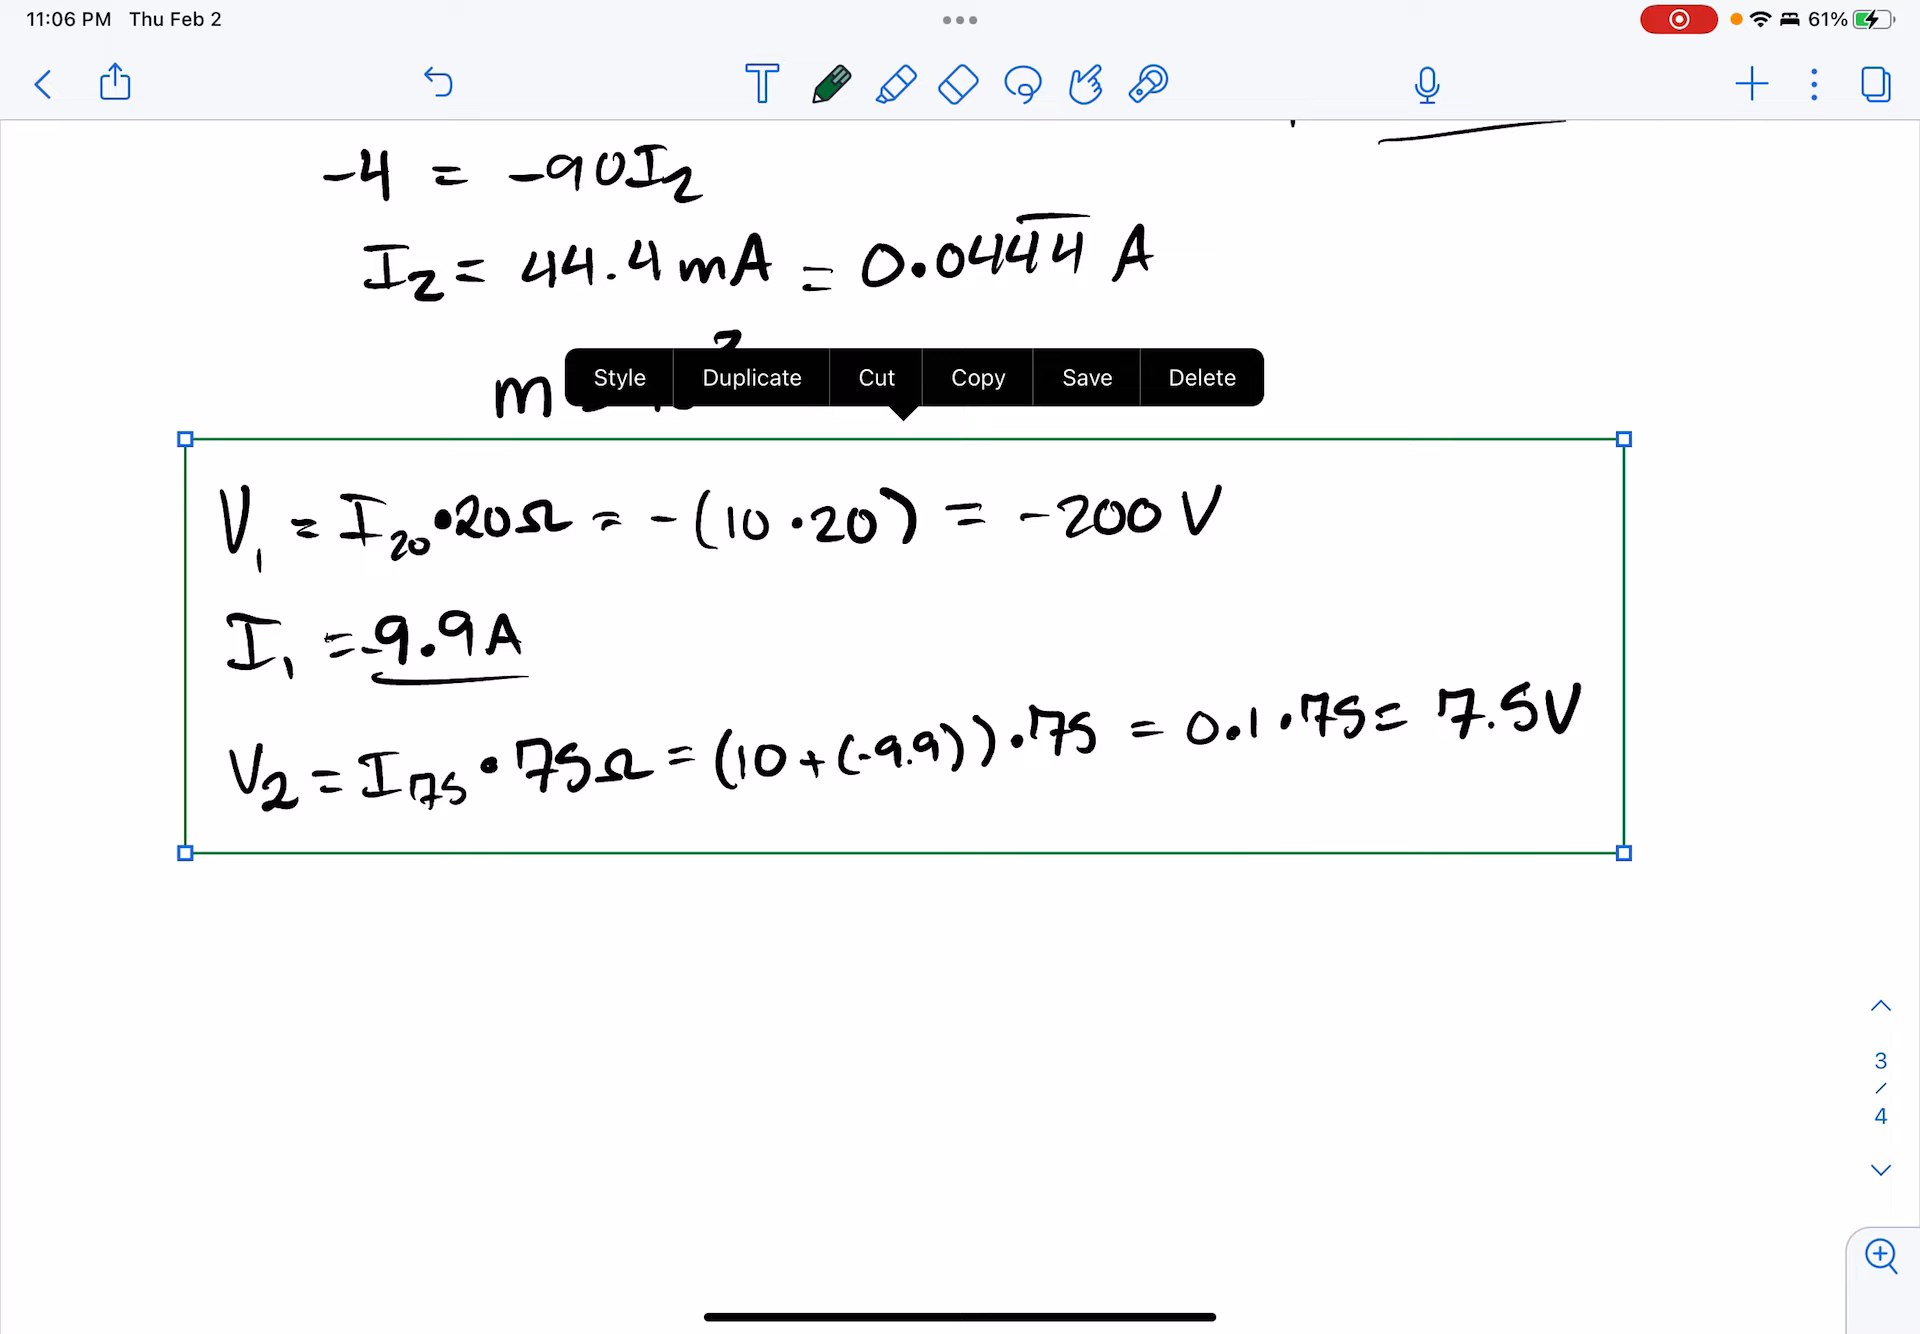 11:06 PM Thu Feb 2
61%
T
-4 = -90I₂
I₂ = 44.4 mA = 0.0444 A
m
Style Duplicate Cut Copy Save Delete
V₁ = I₂₀ • 20Ω = -(10 • 20) = -200 V
I₁ = -9.9 A
V₂ = I₇₅ • 75Ω = (10 + (-9.9)) • 75 = 0.1 • 75 = 7.5V
3
/
4